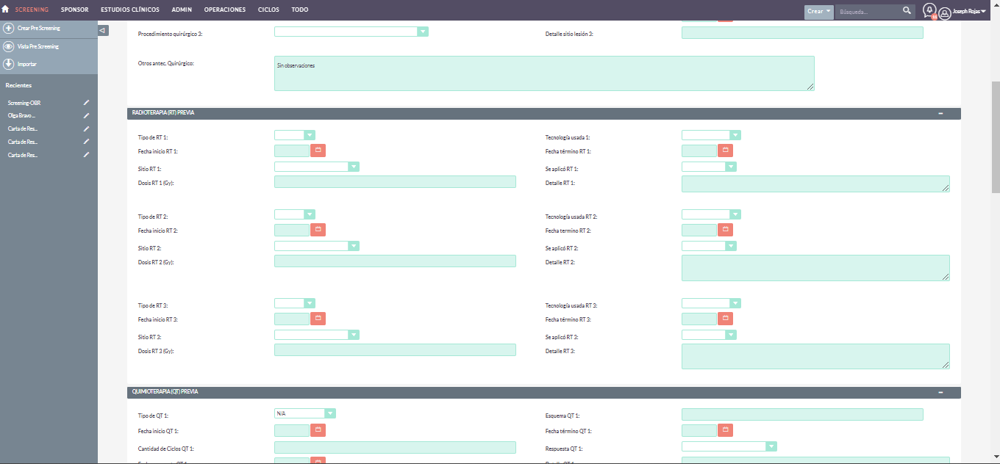 SCREENING SPONSOR ESTUDIOS CLÍNICOS ADMIN OPERACIONES CICLOS TODO Crear Búsqueda... Joseph Rojas
Crear Pre Screening
Vista Pre Screening
Importar
Recientes
Screening-OBR
Olga Bravo ...
Carta de Res...
Carta de Res...
Carta de Res...
Procedimiento quirúrgico 3: Detalle sitio lesión 3:
Otros antec. Quirúrgico: Sin observaciones
RADIOTERAPIA (RT) PREVIA
Tipo de RT 1: Tecnología usada 1:
Fecha inicio RT 1: Fecha término RT 1:
Sitio RT 1: Se aplicó RT 1:
Dosis RT 1 (Gy): Detalle RT 1:
Tipo de RT 2: Tecnología usada RT 2:
Fecha inicio RT 2: Fecha termino RT 2:
Sitio RT 2: Se aplicó RT 2:
Dosis RT 2 (Gy): Detalle RT 2:
Tipo de RT 3: Tecnología usada RT 3:
Fecha inicio RT 3: Fecha término RT 3:
Sitio RT 3: Se aplicó RT 3:
Dosis RT 3 (Gy): Detalle RT 3:
QUIMIOTERAPIA (QT) PREVIA
Tipo de QT 1: N/A Esquema QT 1:
Fecha inicio QT 1: Fecha término QT 1:
Cantidad de Ciclos QT 1: Respuesta QT 1: